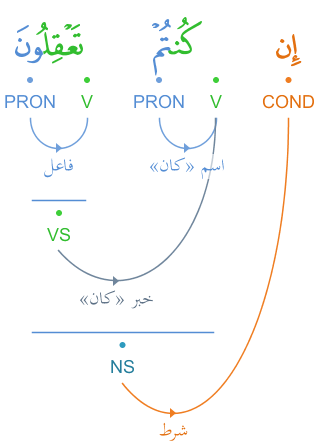 إِن كُنتُمْ تَعْقِلُونَ
COND V PRON V PRON
اسم «كان» فاعل
VS
خبر «كان»
NS
شرط